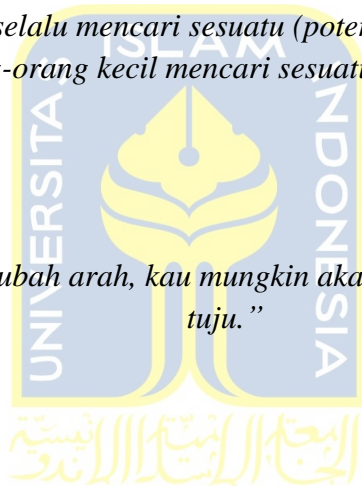 selalu mencari sesuatu (poten
-orang kecil mencari sesuatu
ubah arah, kau mungkin aka
tuju.”
UNIVERSITAS
ISLAM
INDONESIA